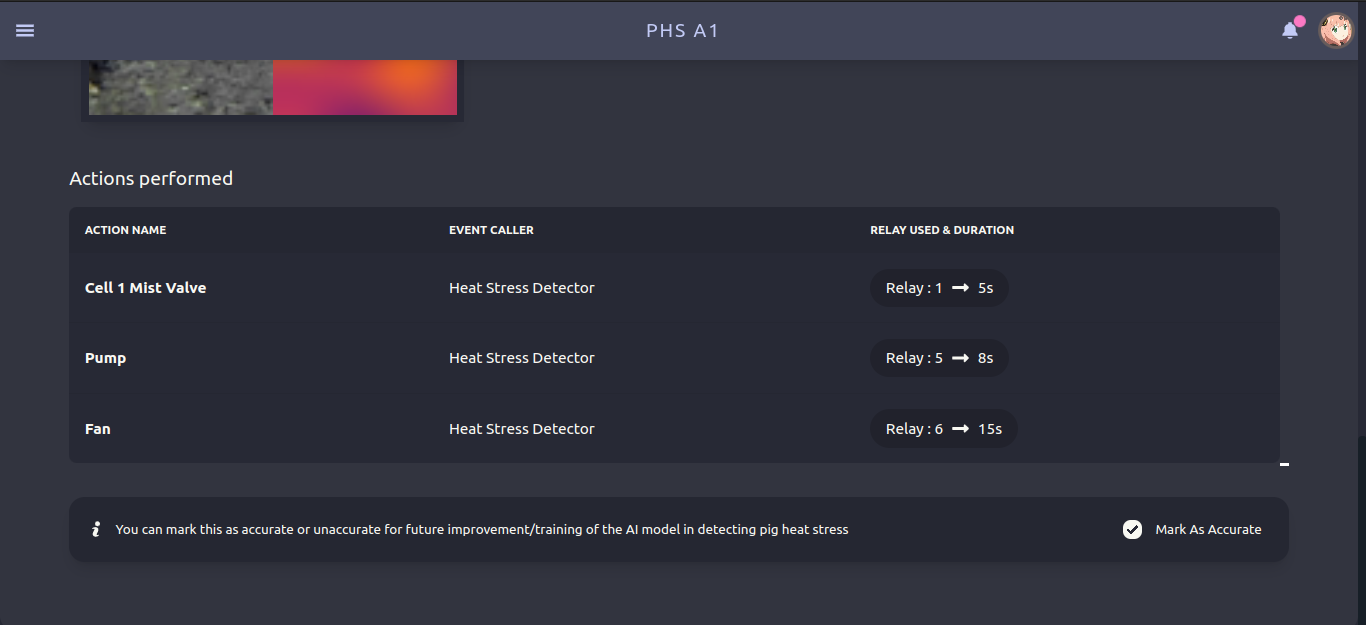 PHS A1
Actions performed
ACTION NAME EVENT CALLER RELAY USED & DURATION
Cell 1 Mist Valve Heat Stress Detector Relay : 1 → 5s
Pump Heat Stress Detector Relay : 5 → 8s
Fan Heat Stress Detector Relay : 6 → 15s
You can mark this as accurate or unaccurate for future improvement/training of the AI model in detecting pig heat stress Mark As Accurate